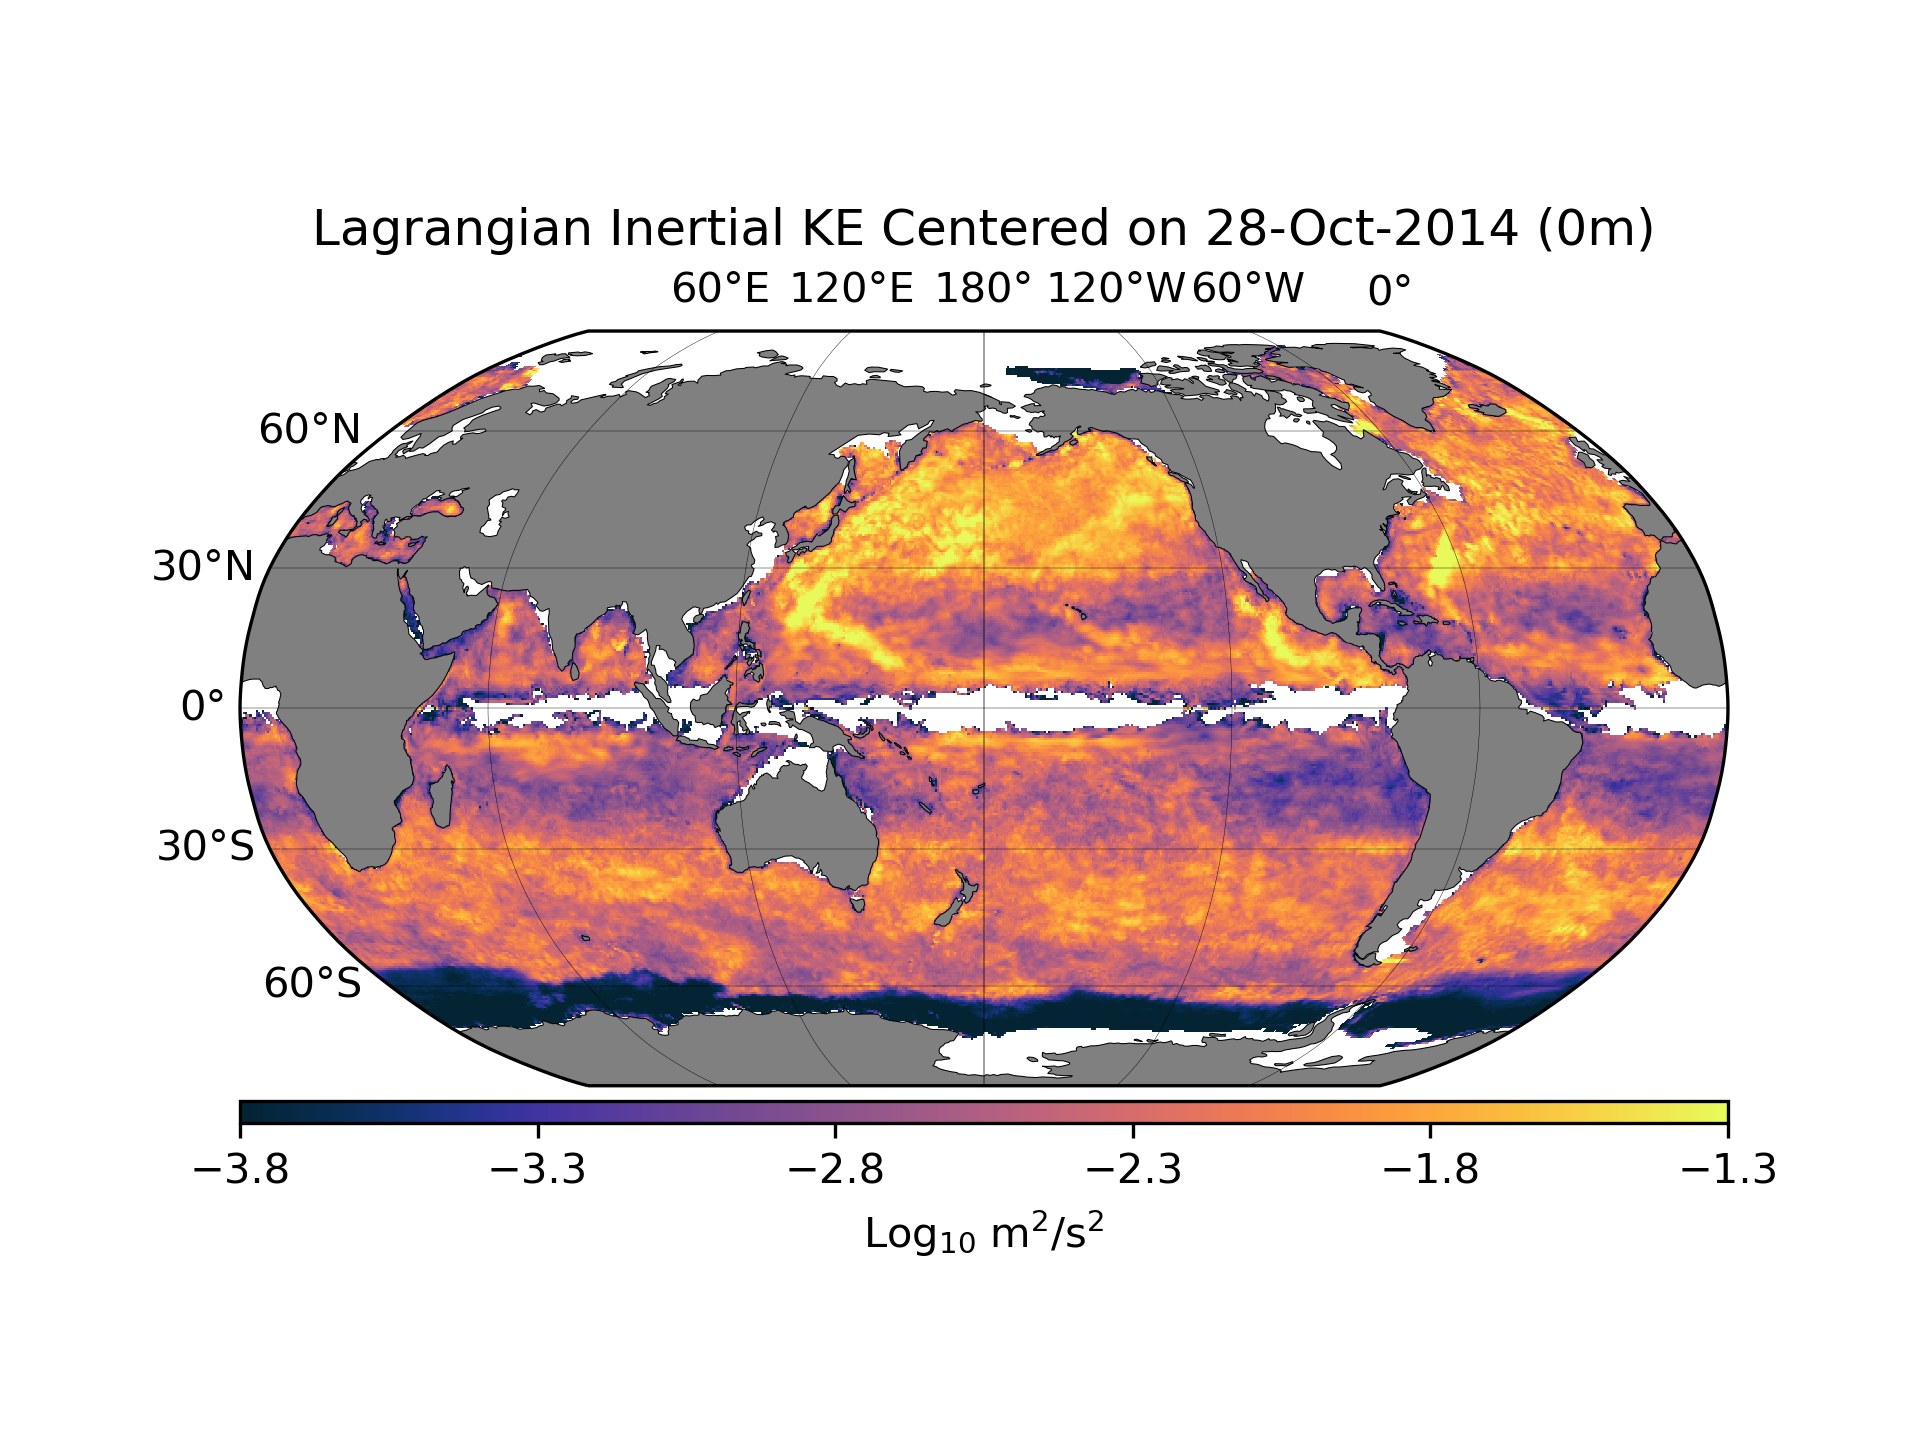 Lagrangian Inertial KE Centered on 28-Oct-2014 (0m)
60°E 120°E 180° 120°W 60°W 0°
60°N
30°N
0°
30°S
60°S
−3.8 −3.3 −2.8 −2.3 −1.8 −1.3
Log₁₀ m²/s²